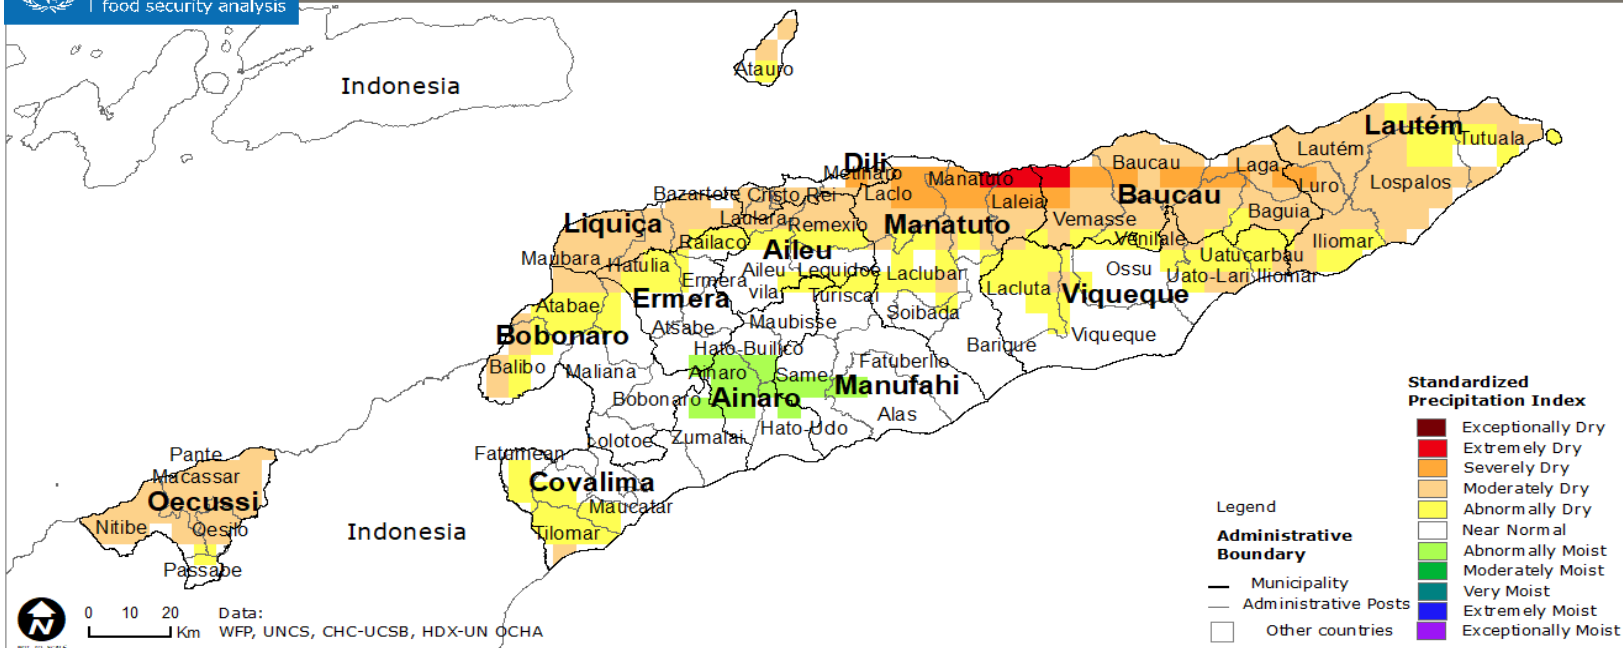 food security analysis
Indonesia
Atauro
Lautém
Tutuala
Lautém
Dili
Metinaro
Manatuto
Baucau
Laga
Luro
Lospalos
Bazartete
Cristo Rei
Laclo
Laleia
Baucau
Baguia
Liquiça
Laulara
Remexio
Manatuto
Vemasse
Venilale
Iliomar
Railaco
Aileu
Uatucarbau
Maubara
Hatulia
Ermera
Aileu
Vila
Lequidoe
Laclubar
Ossu
Uato-Lari
Iliomar
Lacluta
Viqueque
Atabae
Ermera
Turiscai
Soibada
Bobonaro
Atsabe
Maubisse
Viqueque
Barique
Balibo
Maliana
Hato-Builico
Fatuberlio
Ainaro
Same
Manufahi
Bobonaro
Ainaro
Alas
Lolotoe
Zumalai
Hato-Udo
Fatumean
Covalima
Maucatar
Tilomar
Pante
Macassar
Oecussi
Nitibe
Oesilo
Passabe
Indonesia
N
0 10 20
Km
Data:
WFP, UNCS, CHC-UCSB, HDX-UN OCHA
Legend
Administrative
Boundary
Municipality
Administrative Posts
Other countries
Standardized
Precipitation Index
Exceptionally Dry
Extremely Dry
Severely Dry
Moderately Dry
Abnormally Dry
Near Normal
Abnormally Moist
Moderately Moist
Very Moist
Extremely Moist
Exceptionally Moist